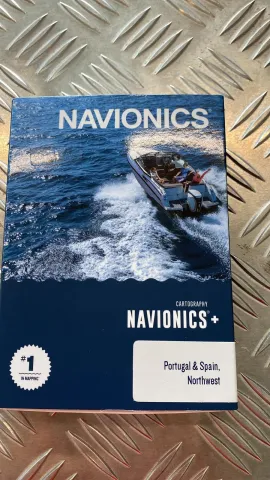 NAVIONICS®
CARTOGRAPHY
NAVIONICS®+
#1
IN MAPPING
Portugal & Spain,
Northwest